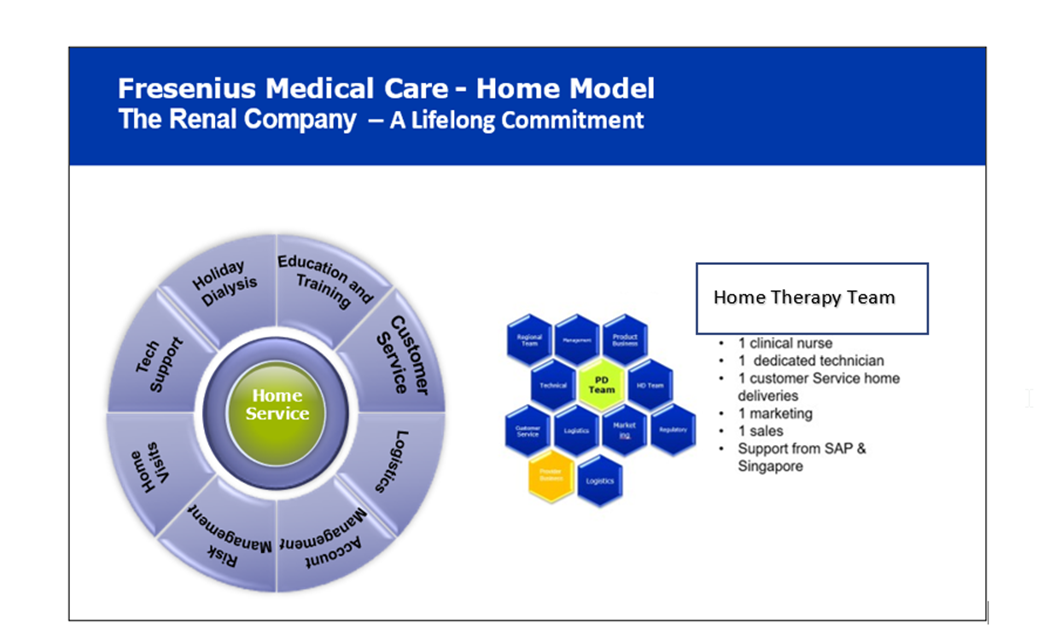 Fresenius Medical Care - Home Model
The Renal Company – A Lifelong Commitment
Education and
Training
Customer
Service
Logistics
Account
Management
Risk
Management
Home
Visits
Tech
Support
Holiday
Dialysis
Home
Service
Regional
Team
Management
Product
Business
Technical
PD
Team
HD Team
Customer
Service
Logistics
Market
ing
Regulatory
Business
Logistics
Home Therapy Team
• 1 clinical nurse
• 1 dedicated technician
• 1 customer Service home
deliveries
• 1 marketing
• 1 sales
• Support from SAP &
Singapore